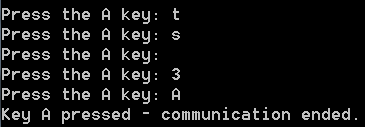 Press the A key: t
Press the A key: s
Press the A key:
Press the A key: 3
Press the A key: A
Key A pressed - communication ended.